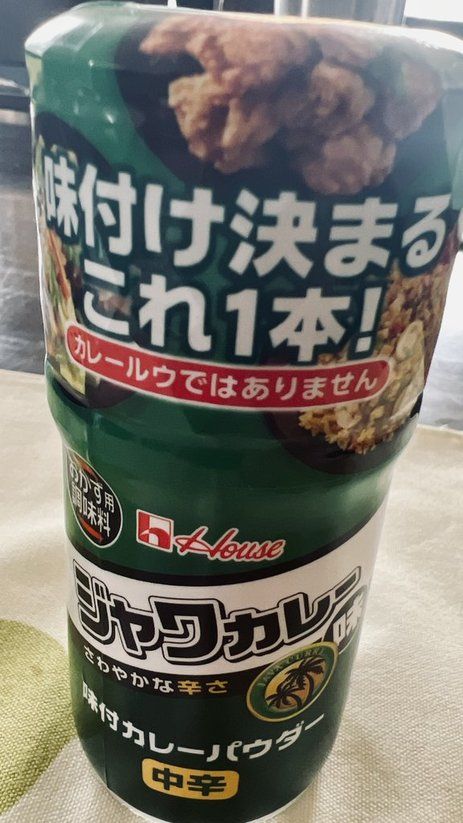 味付け決まる
これ1本!
カレールウではありません
おかず用
調味料
House
ジャワカレー味
さわやかな辛さ
JAVA CURRY
味付カレーパウダー
中辛